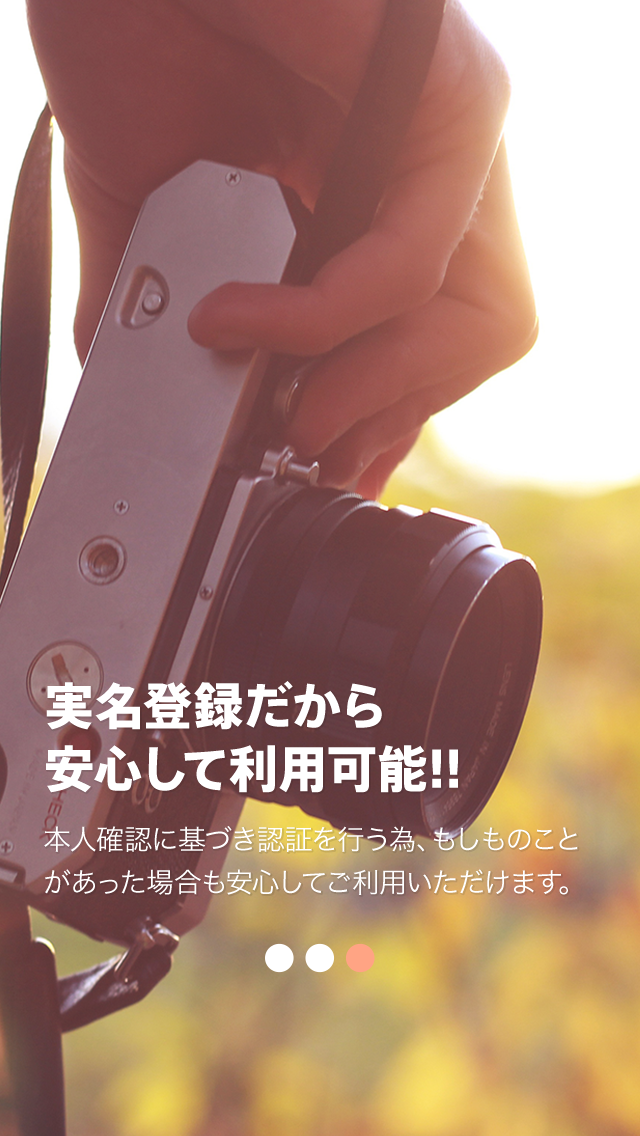 実名登録だから
安心して利用可能!!
本人確認に基づき認証を行う為、もしものこと
があった場合も安心してご利用いただけます。